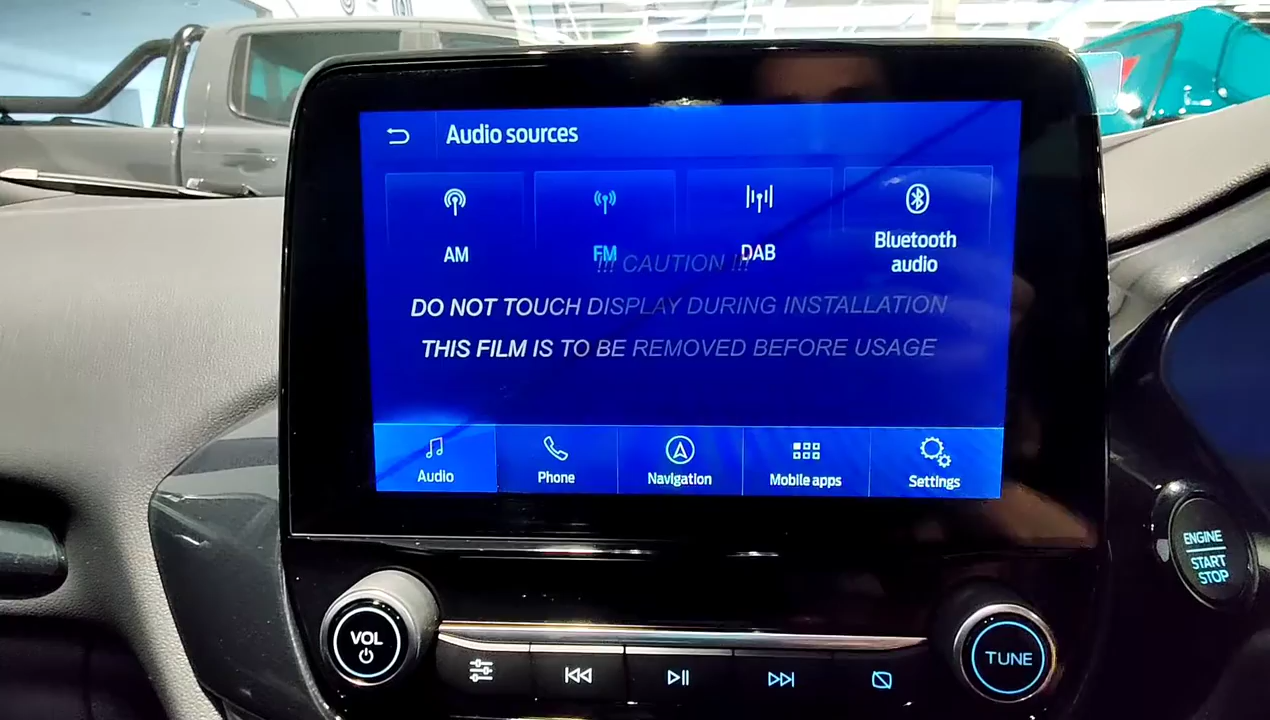 Audio sources
AM
FM
DAB
Bluetooth
audio
!!! CAUTION !!!
DO NOT TOUCH DISPLAY DURING INSTALLATION
THIS FILM IS TO BE REMOVED BEFORE USAGE
Audio
Phone
Navigation
Mobile apps
Settings
ENGINE
START
STOP
VOL
TUNE